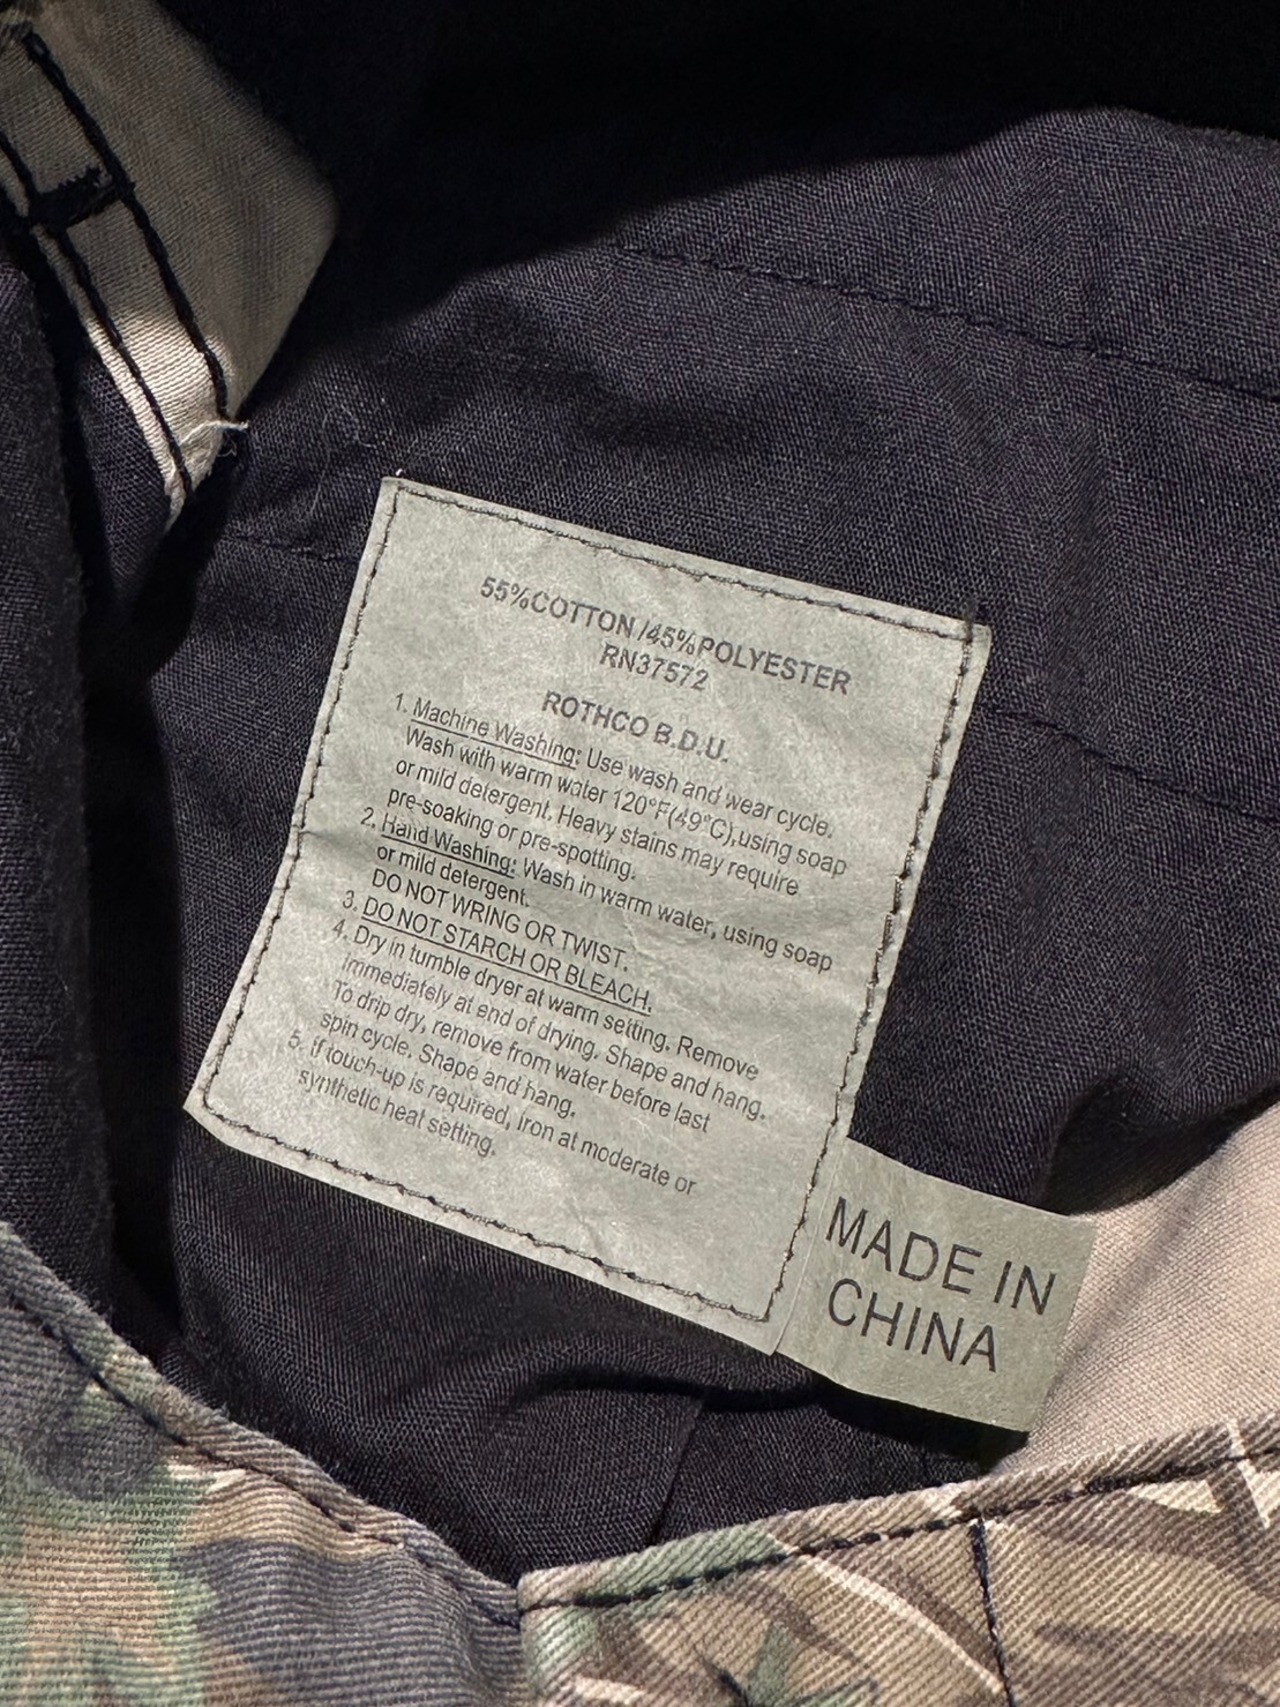 55%COTTON/45%POLYESTER
RN37572
ROTHCO B.D.U.
1. Machine Washing: Use wash and wear cycle.
Wash with warm water 120°F(49°C),using soap
or mild detergent. Heavy stains may require
pre-soaking or pre-spotting.
2. Hand Washing: Wash in warm water, using soap
or mild detergent.
DO NOT WRING OR TWIST.
3. DO NOT STARCH OR BLEACH.
4. Dry in tumble dryer at warm setting. Remove
immediately at end of drying. Shape and hang.
To drip dry, remove from water before last
spin cycle. Shape and hang.
5. if touch-up is required, iron at moderate or
synthetic heat setting.
MADE IN
CHINA